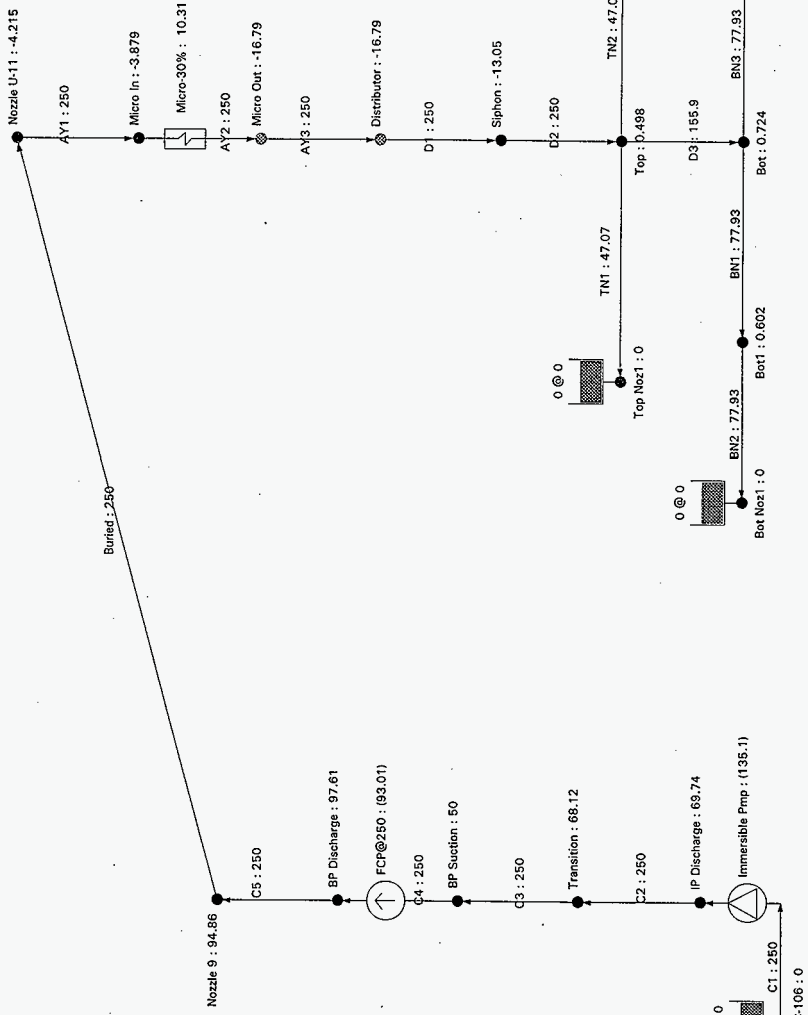 Nozzle U-11 : -4.215
AY1 : 250
Micro In : -3.879
Micro-30% : 10.31
AY2 : 250
Micro Out : -16.79
AY3 : 250
Distributor : -16.79
D1 : 250
Siphon : -13.05
D2 : 250
TN2 : 47.0
Top : 0.498
D3 : 155.9
BN3 : 77.93
Bot : 0.724
TN1 : 47.07
BN1 : 77.93
0 @ 0
Top Noz1 : 0
Bot1 : 0.602
BN2 : 77.93
0 @ 0
Bot Noz1 : 0
Buried : 250
Nozzle 9 : 94.86
C5 : 250
BP Discharge : 97.61
FCP@250 : (93.01)
C4 : 250
BP Suction : 50
C3 : 250
Transition : 68.12
C2 : 250
IP Discharge : 69.74
Immersible Pmp : (135.1)
C1 : 250
0
-106 : 0